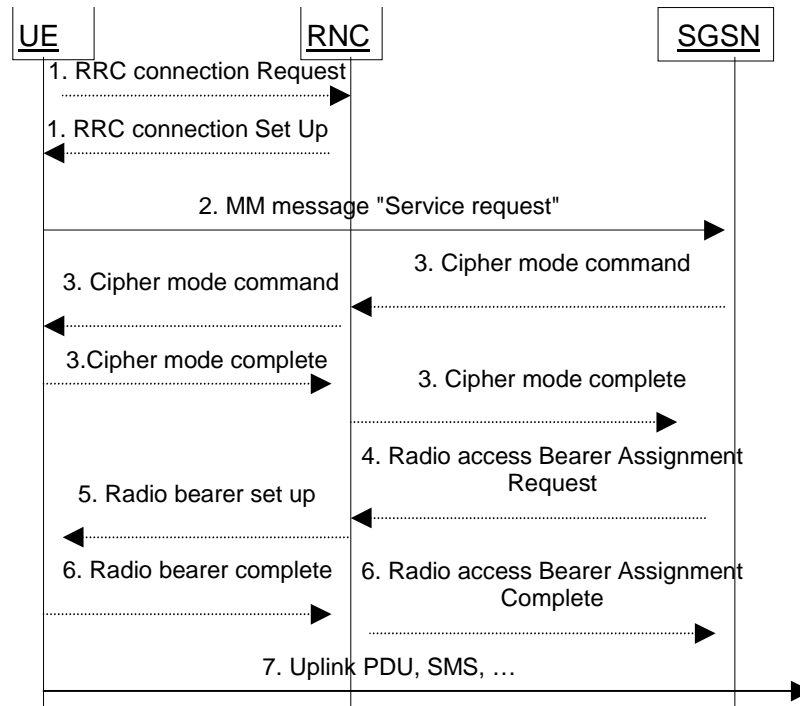 UE
RNC
SGSN
1. RRC connection Request
1. RRC connection Set Up
2. MM message "Service request"
3. Cipher mode command
3. Cipher mode command
3.Cipher mode complete
3. Cipher mode complete
4. Radio access Bearer Assignment
Request
5. Radio bearer set up
6. Radio bearer complete
6. Radio access Bearer Assignment
Complete
7. Uplink PDU, SMS, …